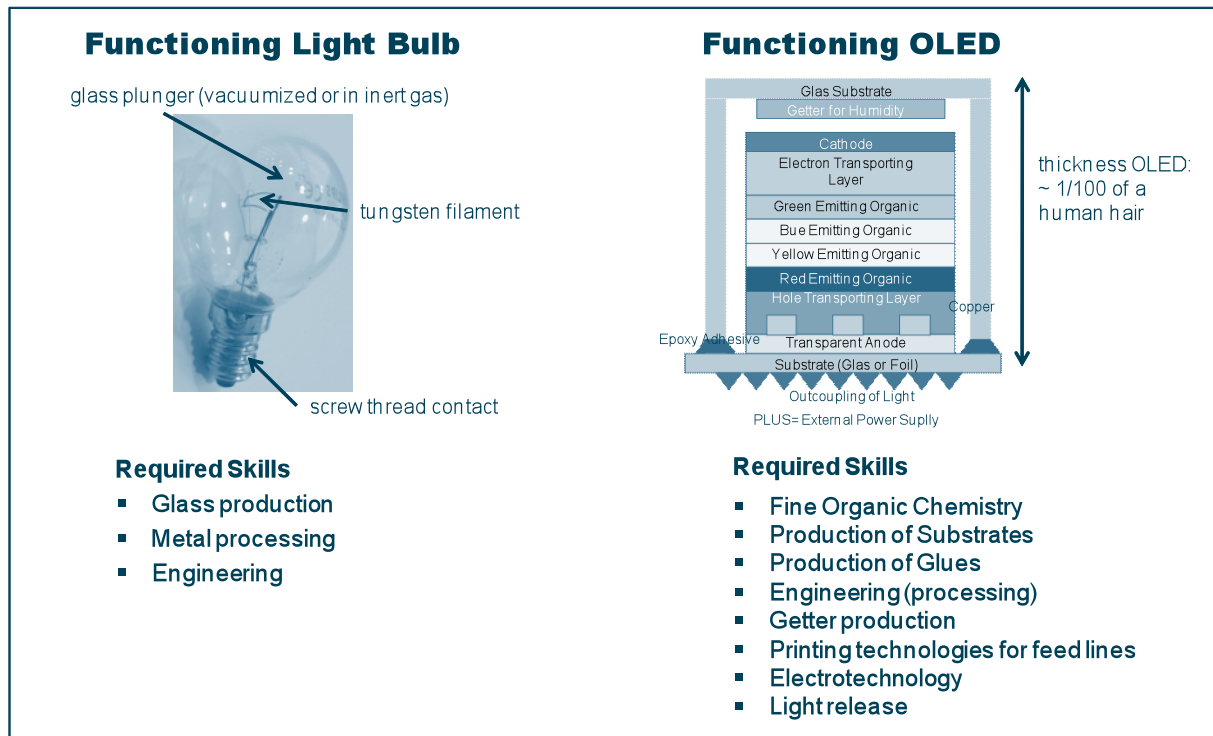 Functioning Light Bulb
glass plunger (vacuumized or in inert gas)
tungsten filament
screw thread contact
Required Skills
▪ Glass production
▪ Metal processing
▪ Engineering
Functioning OLED
Glas Substrate
Getter for Humidity
Cathode
Electron Transporting
Layer
Green Emitting Organic
Bue Emitting Organic
Yellow Emitting Organic
Red Emitting Organic
Hole Transporting Layer
Copper
Epoxy Adhesive
Transparent Anode
Substrate (Glas or Foil)
Outcoupling of Light
PLUS= External Power Suplly
thickness OLED:
~ 1/100 of a
human hair
Required Skills
▪ Fine Organic Chemistry
▪ Production of Substrates
▪ Production of Glues
▪ Engineering (processing)
▪ Getter production
▪ Printing technologies for feed lines
▪ Electrotechnology
▪ Light release